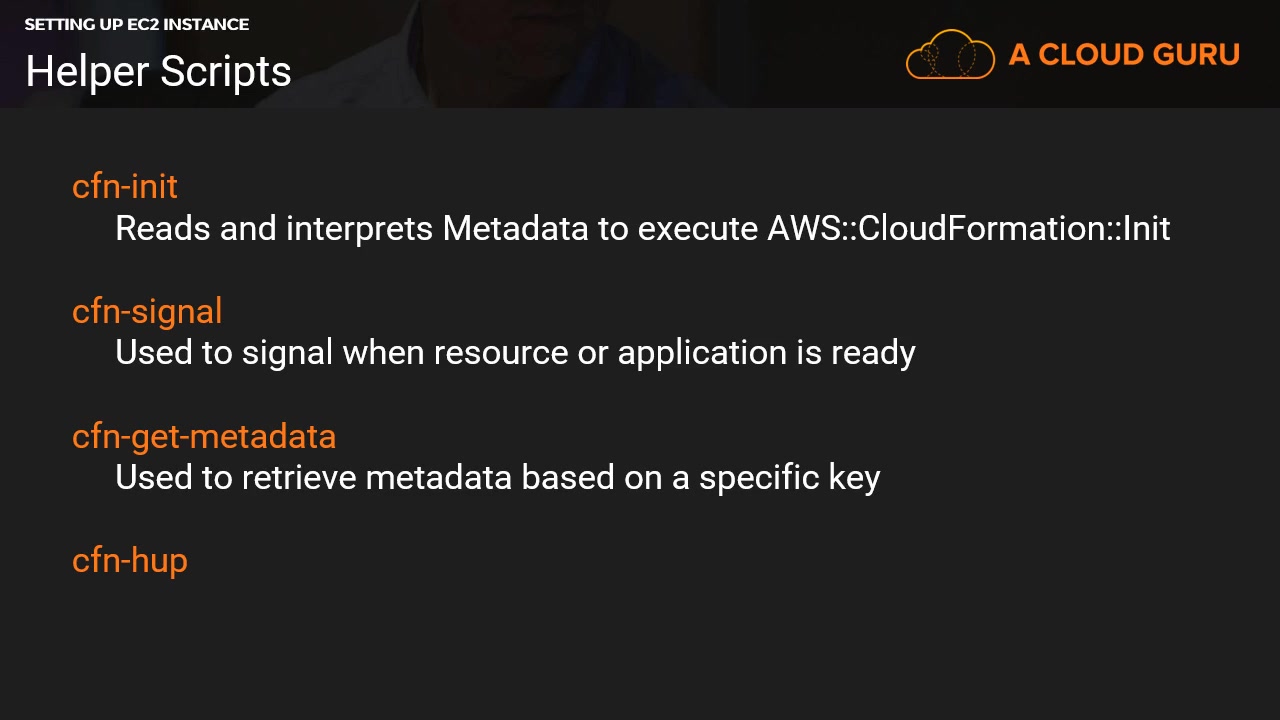 SETTING UP EC2 INSTANCE
Helper Scripts
A CLOUD GURU
cfn-init
Reads and interprets Metadata to execute AWS::CloudFormation::Init
cfn-signal
Used to signal when resource or application is ready
cfn-get-metadata
Used to retrieve metadata based on a specific key
cfn-hup